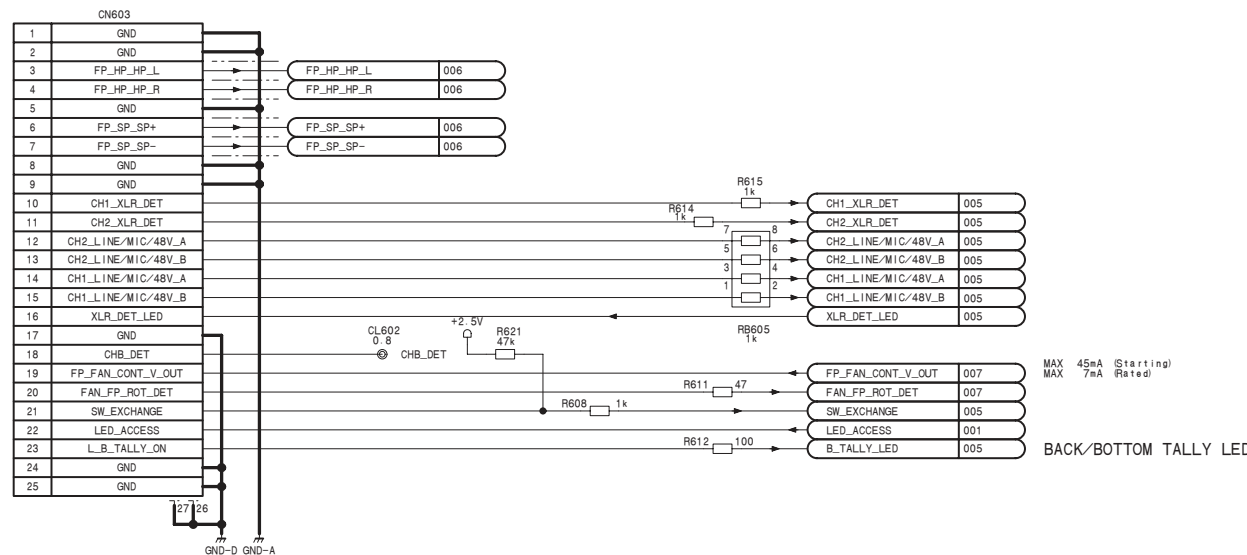 CN603
1 GND
2 GND
3 FP_HP_HP_L FP_HP_HP_L 006
4 FP_HP_HP_R FP_HP_HP_R 006
5 GND
6 FP_SP_SP+ FP_SP_SP+ 006
7 FP_SP_SP- FP_SP_SP- 006
8 GND
9 GND
R615
1k
10 CH1_XLR_DET CH1_XLR_DET 005
R614
1k
11 CH2_XLR_DET CH2_XLR_DET 005
12 CH2_LINE/MIC/48V_A 7 8 CH2_LINE/MIC/48V_A 005
13 CH2_LINE/MIC/48V_B 5 6 CH2_LINE/MIC/48V_B 005
14 CH1_LINE/MIC/48V_A 3 4 CH1_LINE/MIC/48V_A 005
15 CH1_LINE/MIC/48V_B 1 2 CH1_LINE/MIC/48V_B 005
16 XLR_DET_LED XLR_DET_LED 005
RB605
1k
17 GND
CL602
0.8
+2.5V
R621
47k
18 CHB_DET CHB_DET
MAX 45mA (Starting)
MAX 7mA (Rated)
19 FP_FAN_CONT_V_OUT FP_FAN_CONT_V_OUT 007
20 FAN_FP_ROT_DET R611 47 FAN_FP_ROT_DET 007
21 SW_EXCHANGE R608 1k SW_EXCHANGE 005
22 LED_ACCESS LED_ACCESS 001
23 L_B_TALLY_ON R612 100 B_TALLY_LED 005 BACK/BOTTOM TALLY LED
24 GND
25 GND
27 26
GND-D GND-A